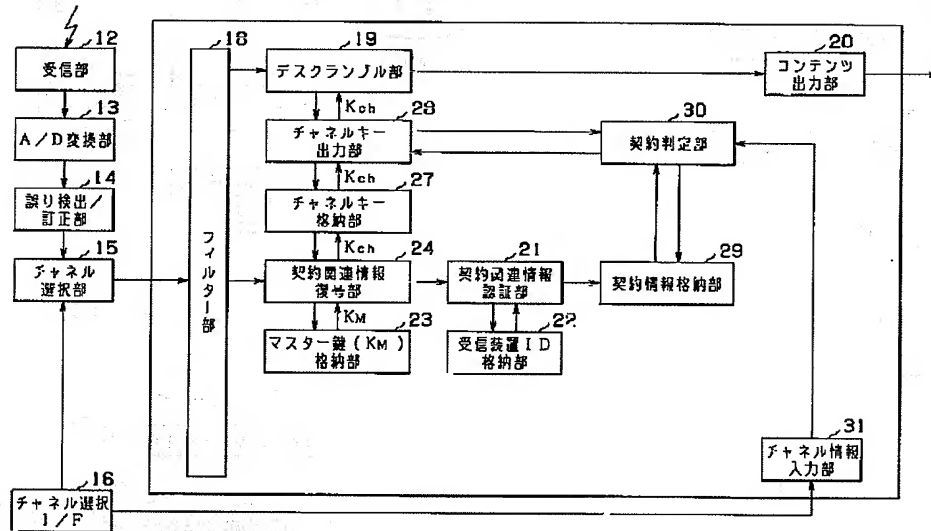 12
受信部
13
A/D変換部
14
誤り検出/
訂正部
15
チャネル
選択部
16
チャネル選択
I/F
18
フィルター部
19
デスクランブル部
Kch
28
チャネルキー
出力部
Kch
27
チャネルキー
格納部
Kch
24
契約関連情報
復号部
KM
23
マスター鍵(KM)
格納部
21
契約関連情報
認証部
22
受信装置ID
格納部
20
コンテンツ
出力部
30
契約判定部
29
契約情報格納部
31
チャネル情報
入力部